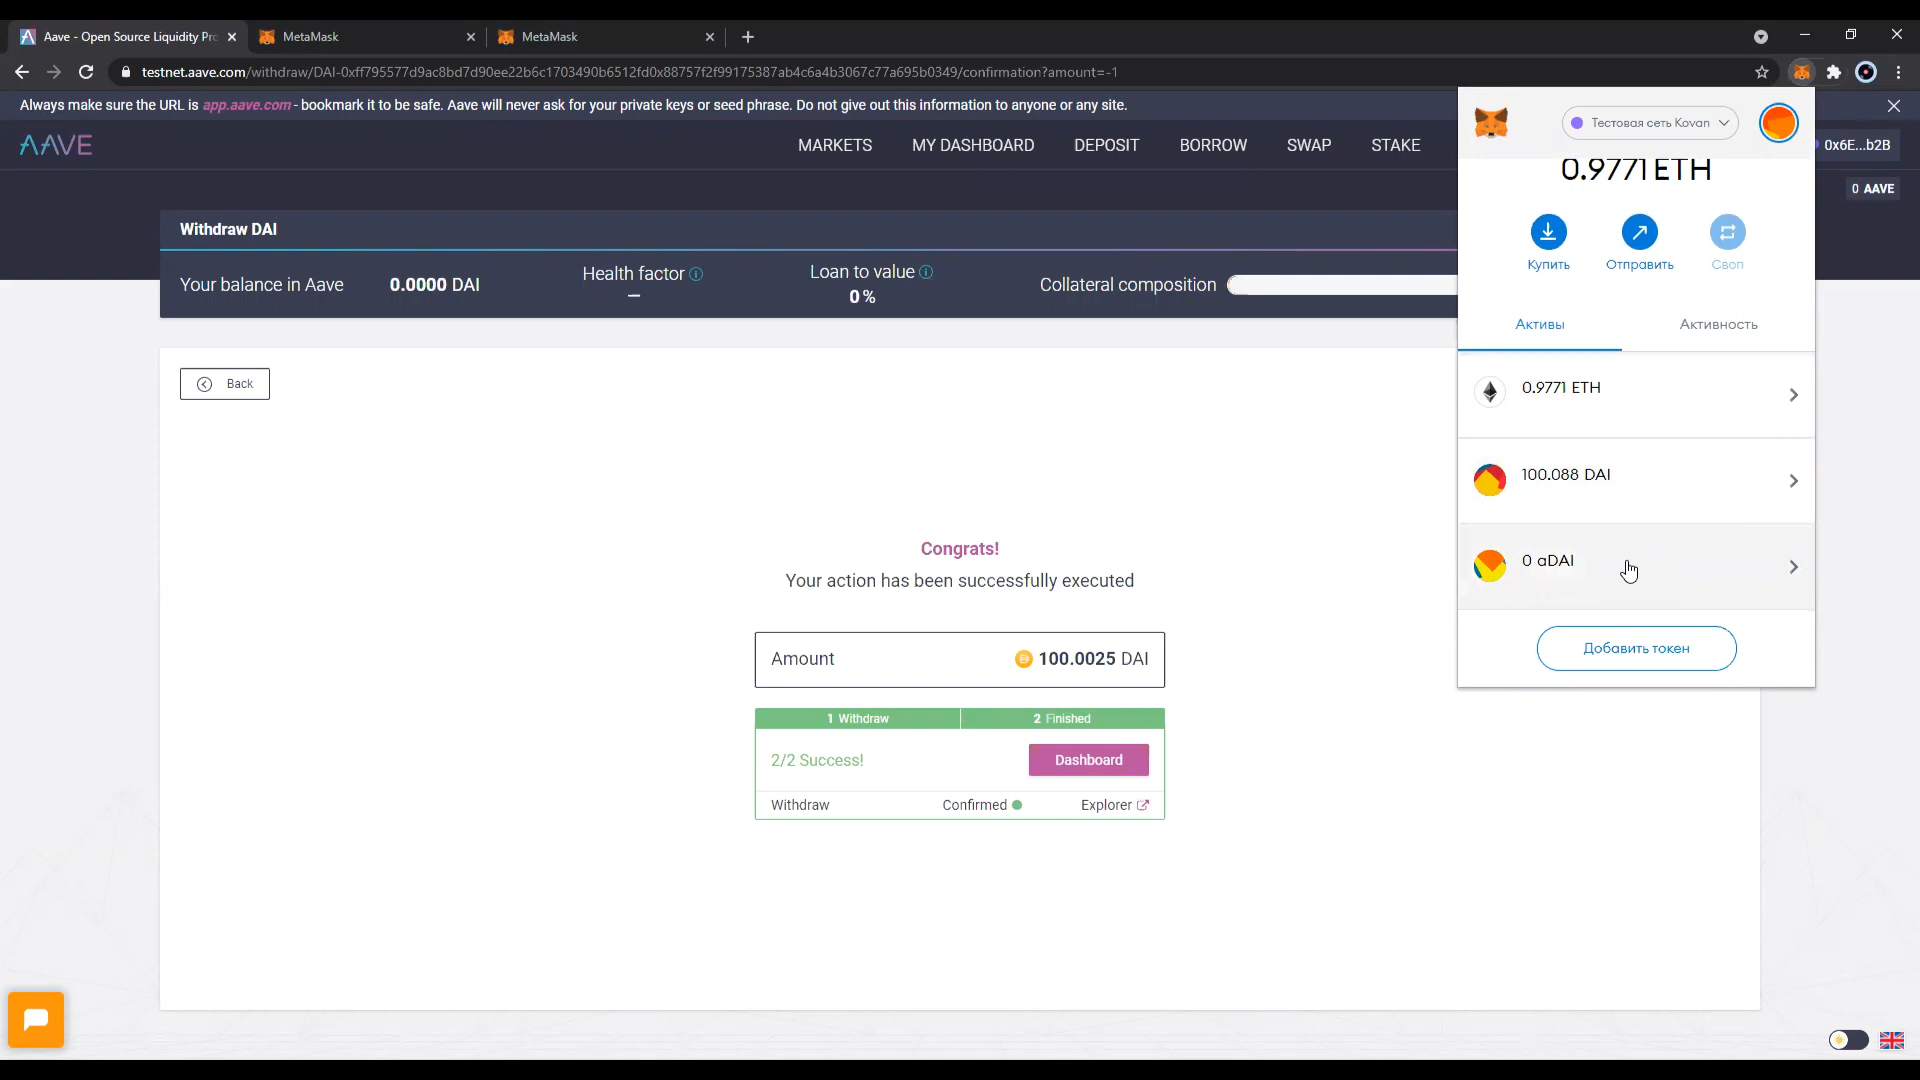 Aave - Open Source Liquidity Pro
MetaMask
MetaMask
testnet.aave.com/withdraw/DAI-0xff795577d9ac8bd7d90ee22b6c1703490b6512fd0x88757f2f99175387ab4c6a4b3067c77a695b0349/confirmation?amount=-1
Always make sure the URL is app.aave.com - bookmark it to be safe. Aave will never ask for your private keys or seed phrase. Do not give out this information to anyone or any site.
AAVE
MARKETS
MY DASHBOARD
DEPOSIT
BORROW
SWAP
STAKE
0x6E...b2B
0 AAVE
Withdraw DAI
Your balance in Aave
0.0000 DAI
Health factor
—
Loan to value
0 %
Collateral composition
Back
Congrats!
Your action has been successfully executed
Amount
100.0025 DAI
1 Withdraw
2 Finished
2/2 Success!
Dashboard
Withdraw
Confirmed
Explorer
Тестовая сеть Kovan
0.9771 ETH
Купить
Отправить
Своп
Активы
Активность
0.9771 ETH
100.088 DAI
0 aDAI
Добавить токен